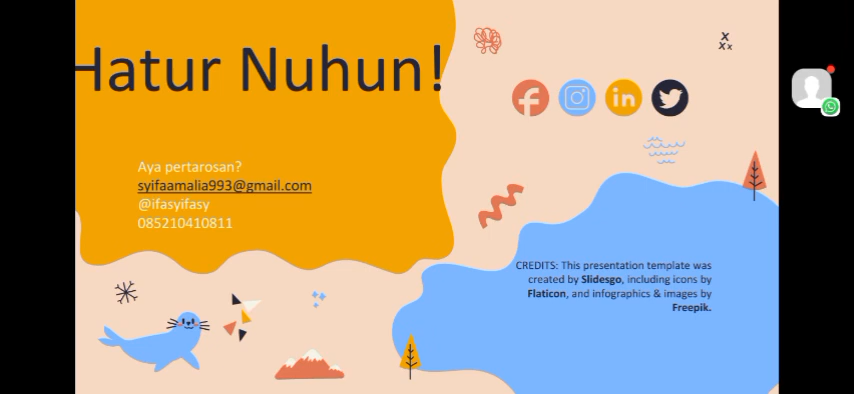 Hatur Nuhun!
Aya pertarosan?
syifaamalia993@gmail.com
@ifasyifasy
085210410811
CREDITS: This presentation template was
created by Slidesgo, including icons by
Flaticon, and infographics & images by
Freepik.